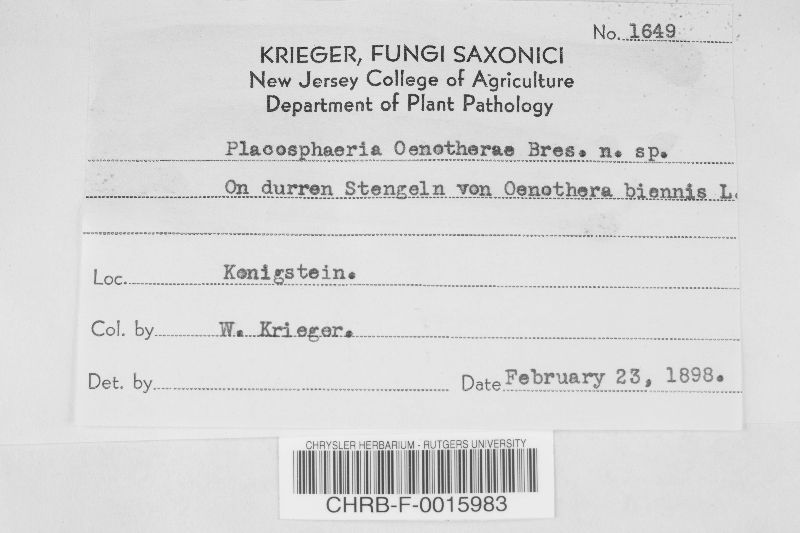 No. 1649
KRIEGER, FUNGI SAXONICI
New Jersey College of Agriculture
Department of Plant Pathology
Placosphaeria Oenotherae Bres. n. sp.
On durren Stengeln von Oenothera biennis L.
Loc. Konigstein.
Col. by W. Krieger.
Det. by
Date February 23, 1898.
CHRYSLER HERBARIUM - RUTGERS UNIVERSITY
CHRB-F-0015983